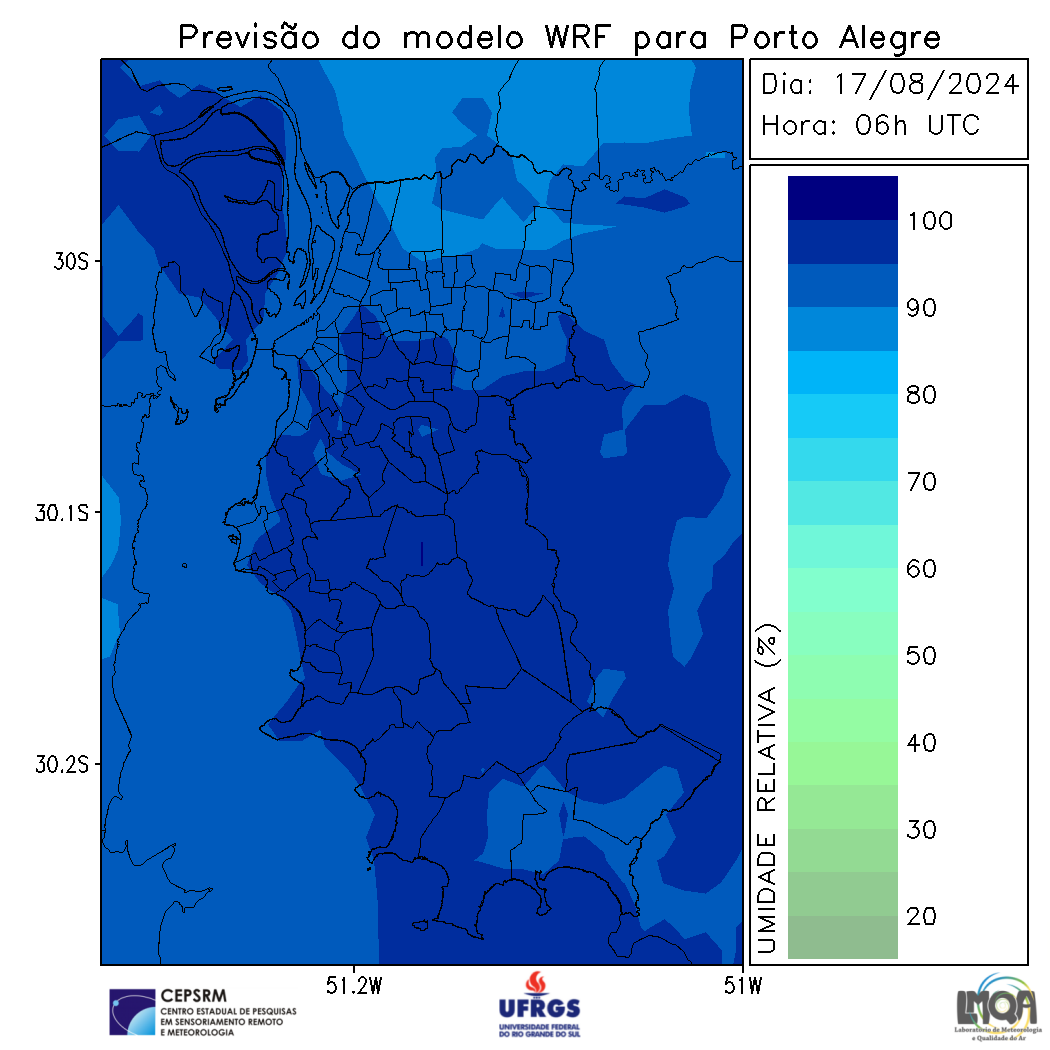 Previsão do modelo WRF para Porto Alegre
Dia: 17/08/2024
Hora: 06h UTC
30S
30.1S
30.2S
51.2W
51W
100
90
80
70
60
50
40
30
20
UMIDADE RELATIVA (%)
CEPSRM
CENTRO ESTADUAL DE PESQUISAS
EM SENSORIAMENTO REMOTO
E METEOROLOGIA
UFRGS
UNIVERSIDADE FEDERAL
DO RIO GRANDE DO SUL
LMQA
Laboratório de Meteorologia
e Qualidade do Ar